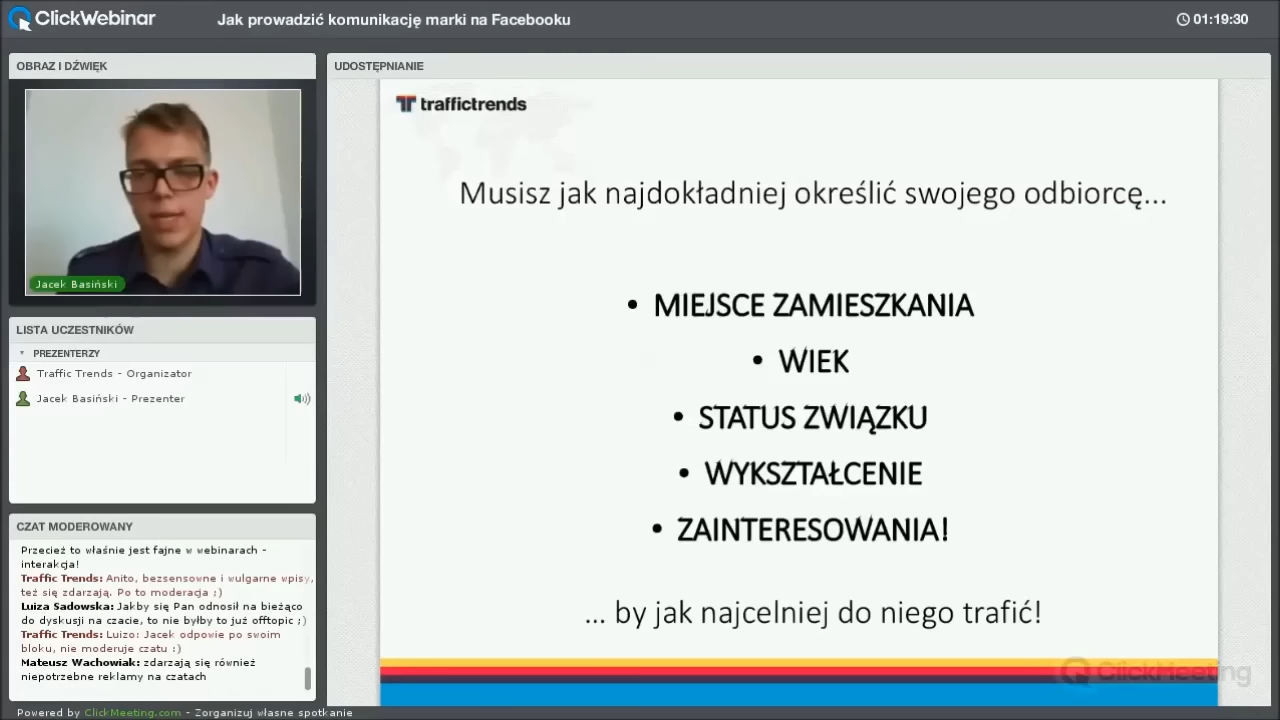 ClickWebinar
Jak prowadzić komunikację marki na Facebooku
01:19:30
OBRAZ I DŹWIĘK
Jacek Basiński
LISTA UCZESTNIKÓW
PREZENTERZY
Traffic Trends - Organizator
Jacek Basiński - Prezenter
CZAT MODEROWANY
Przecież to właśnie jest fajne w webinarach -
interakcja!
Traffic Trends: Anito, bezsensowne i wulgarne wpisy,
też się zdarzają. Po to moderacja ;)
Luiza Sadowska: Jakby się Pan odnosił na bieżąco
do dyskusji na czacie, to nie byłby to już offtopic ;)
Traffic Trends: Luizo: Jacek odpowie po swoim
bloku, nie moderuje czatu :)
Mateusz Wachowiak: zdarzają się również
niepotrzebne reklamy na czatach
UDOSTĘPNIANIE
traffictrends
Musisz jak najdokładniej określić swojego odbiorcę...
• MIEJSCE ZAMIESZKANIA
• WIEK
• STATUS ZWIĄZKU
• WYKSZTAŁCENIE
• ZAINTERESOWANIA!
... by jak najcelniej do niego trafić!
ClickMeeting
Powered by ClickMeeting.com - Zorganizuj własne spotkanie